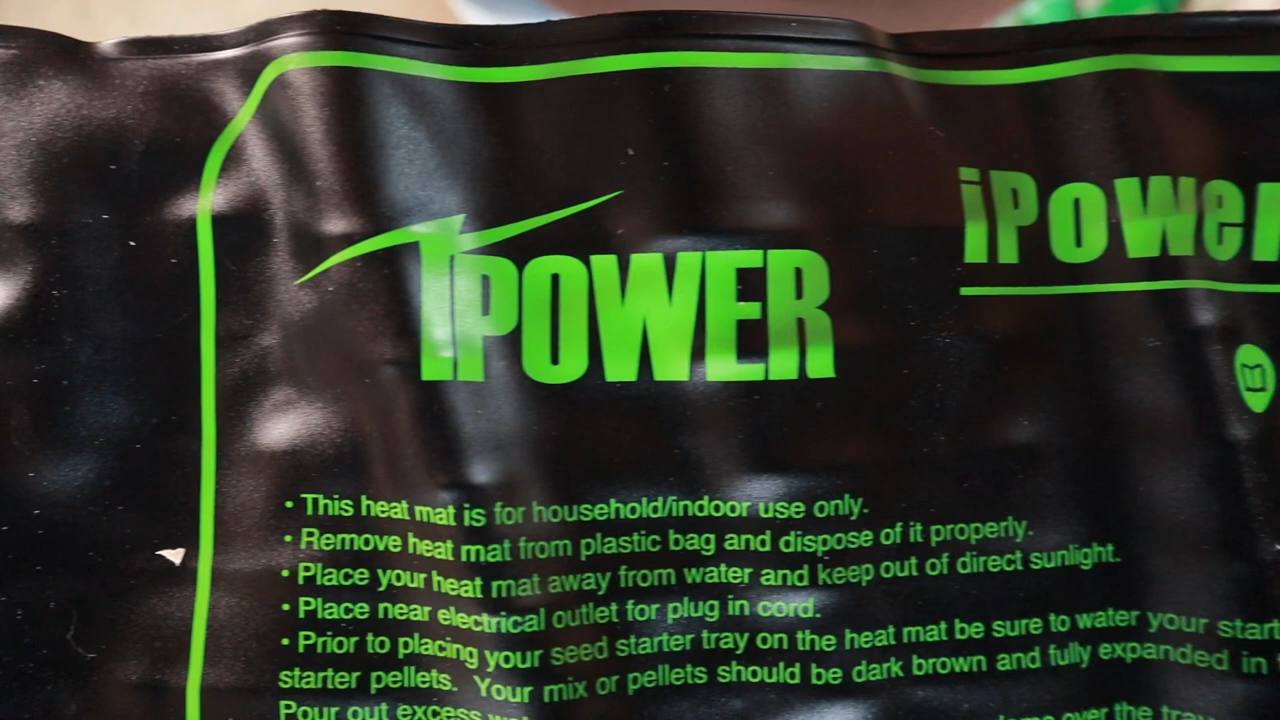 iPOWER
iPower
• This heat mat is for household/indoor use only.
• Remove heat mat from plastic bag and dispose of it properly.
• Place your heat mat away from water and keep out of direct sunlight.
• Place near electrical outlet for plug in cord.
• Prior to placing your seed starter tray on the heat mat be sure to water your start
starter pellets. Your mix or pellets should be dark brown and fully expanded in
Pour out excess over the